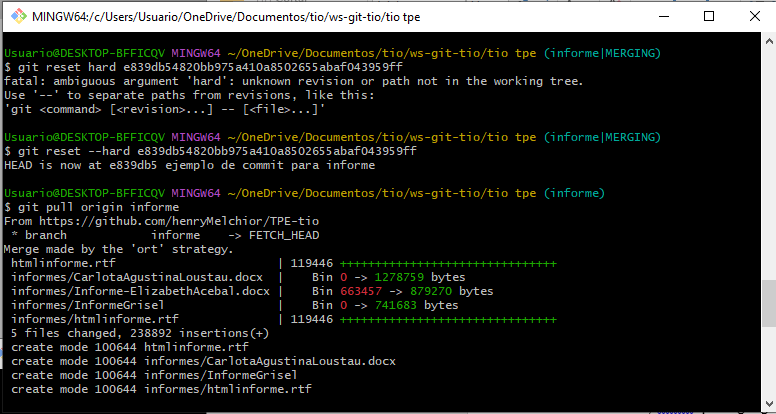 MINGW64:/c/Users/Usuario/OneDrive/Documentos/tio/ws-git-tio/tio tpe
Usuario@DESKTOP-BFFICQV MINGW64 ~/OneDrive/Documentos/tio/ws-git-tio/tio tpe (informe|MERGING)
$ git reset hard e839db54820bb975a410a8502655abaf043959ff
fatal: ambiguous argument 'hard': unknown revision or path not in the working tree.
Use '--' to separate paths from revisions, like this:
'git <command> [<revision>...] -- [<file>...]'
Usuario@DESKTOP-BFFICQV MINGW64 ~/OneDrive/Documentos/tio/ws-git-tio/tio tpe (informe|MERGING)
$ git reset --hard e839db54820bb975a410a8502655abaf043959ff
HEAD is now at e839db5 ejemplo de commit para informe
Usuario@DESKTOP-BFFICQV MINGW64 ~/OneDrive/Documentos/tio/ws-git-tio/tio tpe (informe)
$ git pull origin informe
From https://github.com/henryMelchior/TPE-tio
 * branch            informe    -> FETCH_HEAD
Merge made by the 'ort' strategy.
 htmlinforme.rtf                        | 119446 ++++++++++++++++++++++++++++++++
 informes/CarlotaAgustinaLoustau.docx   |    Bin 0 -> 1278759 bytes
 informes/Informe-ElizabethAcebal.docx |    Bin 663457 -> 879270 bytes
 informes/InformeGrisel                 |    Bin 0 -> 741683 bytes
 informes/htmlinforme.rtf               | 119446 ++++++++++++++++++++++++++++++++
 5 files changed, 238892 insertions(+)
 create mode 100644 htmlinforme.rtf
 create mode 100644 informes/CarlotaAgustinaLoustau.docx
 create mode 100644 informes/InformeGrisel
 create mode 100644 informes/htmlinforme.rtf